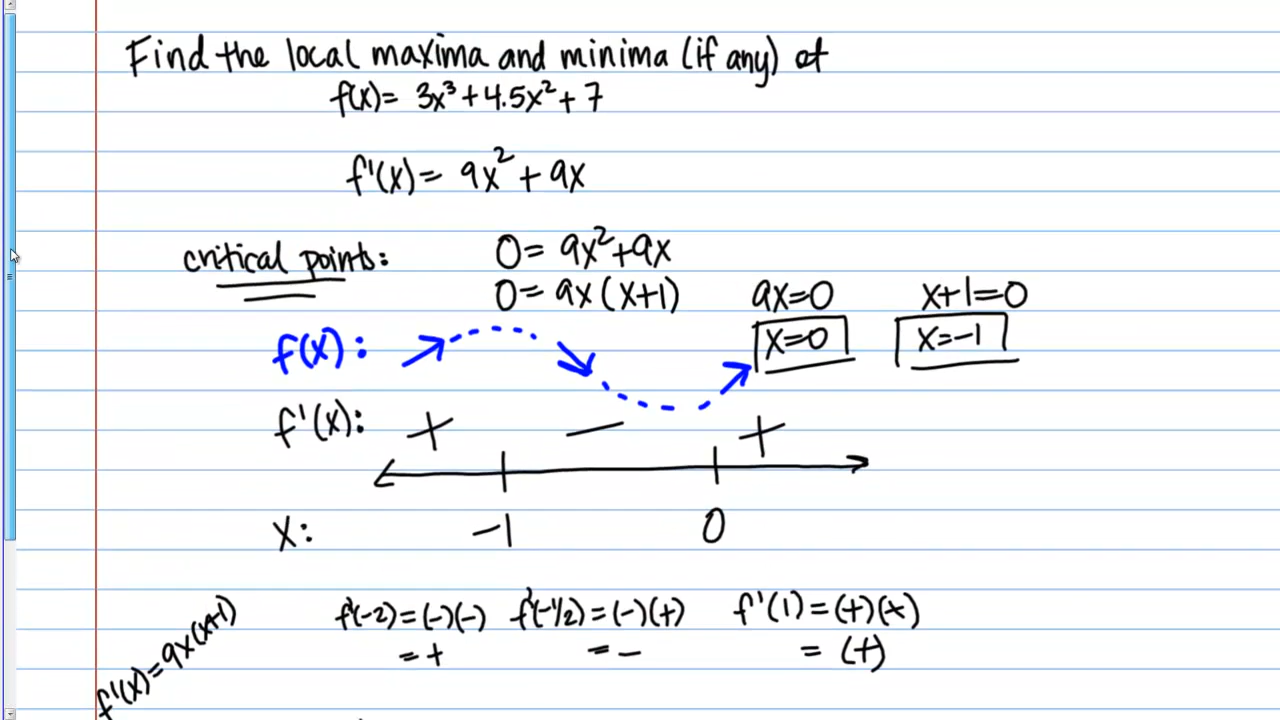 Find the local maxima and minima (if any) of
f(x)= 3x³+4.5x²+7
f'(x)= 9x²+9x
critical points: 0= 9x²+9x
0= 9x(x+1) 9x=0 x+1=0
f(x): x=0 x=-1
f'(x): + – +
x: -1 0
f'(-2)=(-)(-) f'(-1/2)=(-)(+) f'(1)=(+)(+)
=+ =- =(+)
f'(x)=9x(x+1)